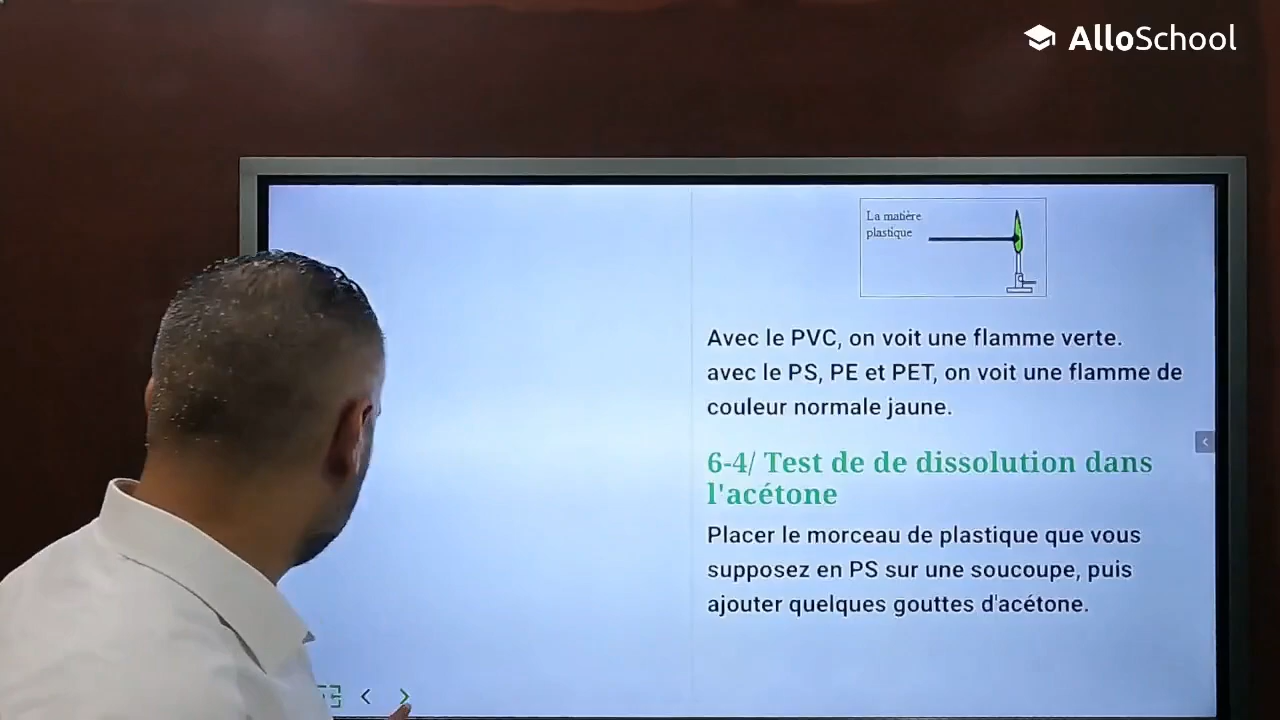 AlloSchool
La matière
plastique
Avec le PVC, on voit une flamme verte.
avec le PS, PE et PET, on voit une flamme de
couleur normale jaune.
6-4/ Test de de dissolution dans
l'acétone
Placer le morceau de plastique que vous
supposez en PS sur une soucoupe, puis
ajouter quelques gouttes d'acétone.